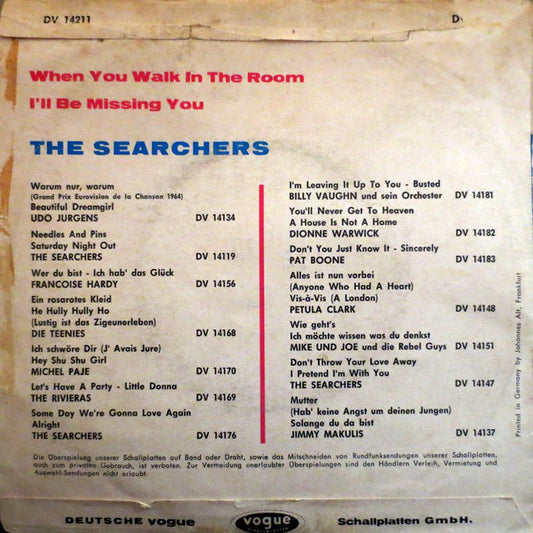 DV 14211
When You Walk In The Room
I'll Be Missing You
THE SEARCHERS
Warum nur, warum
(Grand Prix Eurovision de la Chanson 1964)
Beautiful Dreamgirl
UDO JURGENS DV 14134
Needles And Pins
Saturday Night Out
THE SEARCHERS DV 14119
Wer du bist - Ich hab' das Glück
FRANCOISE HARDY DV 14156
Ein rosarotes Kleid
He Hully Hully Ho
(Lustig ist das Zigeunerleben)
DIE TEENIES DV 14168
Ich schwöre Dir (J' Avais Jure)
Hey Shu Shu Girl
MICHEL PAJE DV 14170
Let's Have A Party - Little Donna
THE RIVIERAS DV 14169
Some Day We're Gonna Love Again
Alright
THE SEARCHERS DV 14176
I'm Leaving It Up To You - Busted
BILLY VAUGHN und sein Orchester DV 14181
You'll Never Get To Heaven
A House Is Not A Home
DIONNE WARWICK DV 14182
Don't You Just Know It - Sincerely
PAT BOONE DV 14183
Alles ist nun vorbei
(Anyone Who Had A Heart)
Vis-à-Vis (A London)
PETULA CLARK DV 14148
Wie geht's
Ich möchte wissen was du denkst
MIKE UND JOE und die Rebel Guys DV 14151
Don't Throw Your Love Away
I Pretend I'm With You
THE SEARCHERS DV 14147
Mutter
(Hab' keine Angst um deinen Jungen)
Solange du da bist
JIMMY MAKULIS DV 14137
Printed in Germany by Johannes Alt, Frankfurt
Die Überspielung unserer Schallplatten auf Band oder Draht, sowie das Mitschneiden von Rundfunksendungen unserer Schallplatten,
auch zum privaten Gebrauch, ist verboten. Zur Vermeidung unerlaubter Überspielungen sind den Händlern Verleih, Vermietung und
Auswahl-Sendungen nicht erlaubt.
DEUTSCHE vogue vogue Schallplatten GmbH.